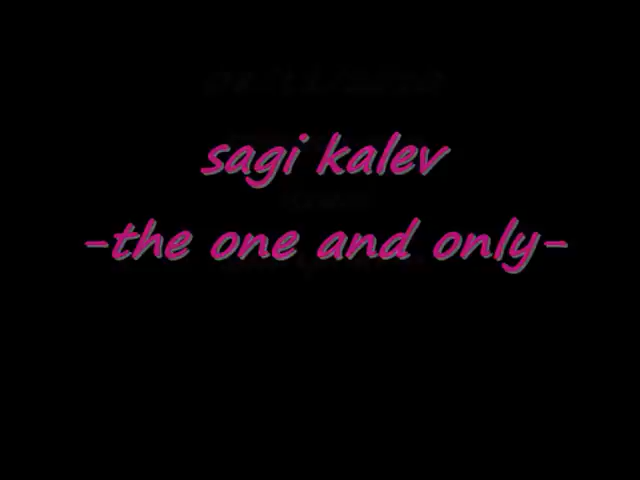 sagi kalev
-the one and only-